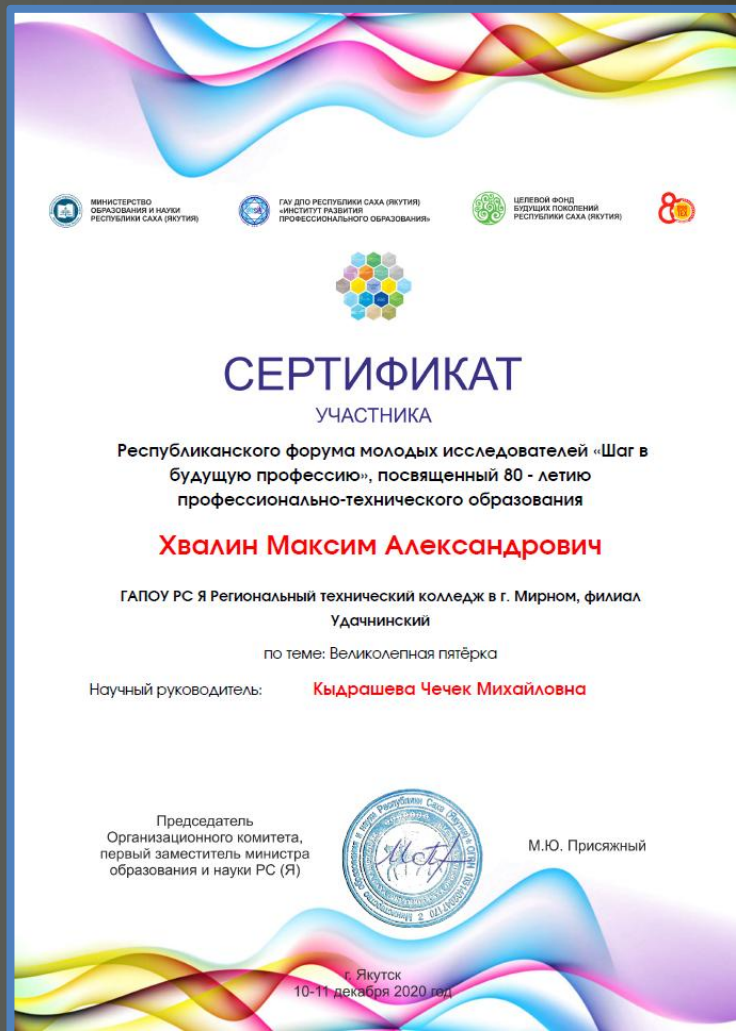 МИНИСТЕРСТВО
ОБРАЗОВАНИЯ И НАУКИ
РЕСПУБЛИКИ САХА (ЯКУТИЯ)
ГАУ ДПО РЕСПУБЛИКИ САХА (ЯКУТИЯ)
«ИНСТИТУТ РАЗВИТИЯ
ПРОФЕССИОНАЛЬНОГО ОБРАЗОВАНИЯ»
ЦЕЛЕВОЙ ФОНД
БУДУЩИХ ПОКОЛЕНИЙ
РЕСПУБЛИКИ САХА (ЯКУТИЯ)
СЕРТИФИКАТ
УЧАСТНИКА
Республиканского форума молодых исследователей «Шаг в
будущую профессию», посвященный 80 - летию
профессионально-технического образования
Хвалин Максим Александрович
ГАПОУ РС Я Региональный технический колледж в г. Мирном, филиал
Удачнинский
по теме: Великолепная пятёрка
Научный руководитель: Кыдрашева Чечек Михайловна
Председатель
Организационного комитета,
первый заместитель министра
образования и науки РС (Я)
М.Ю. Присяжный
г. Якутск
10-11 декабря 2020 год